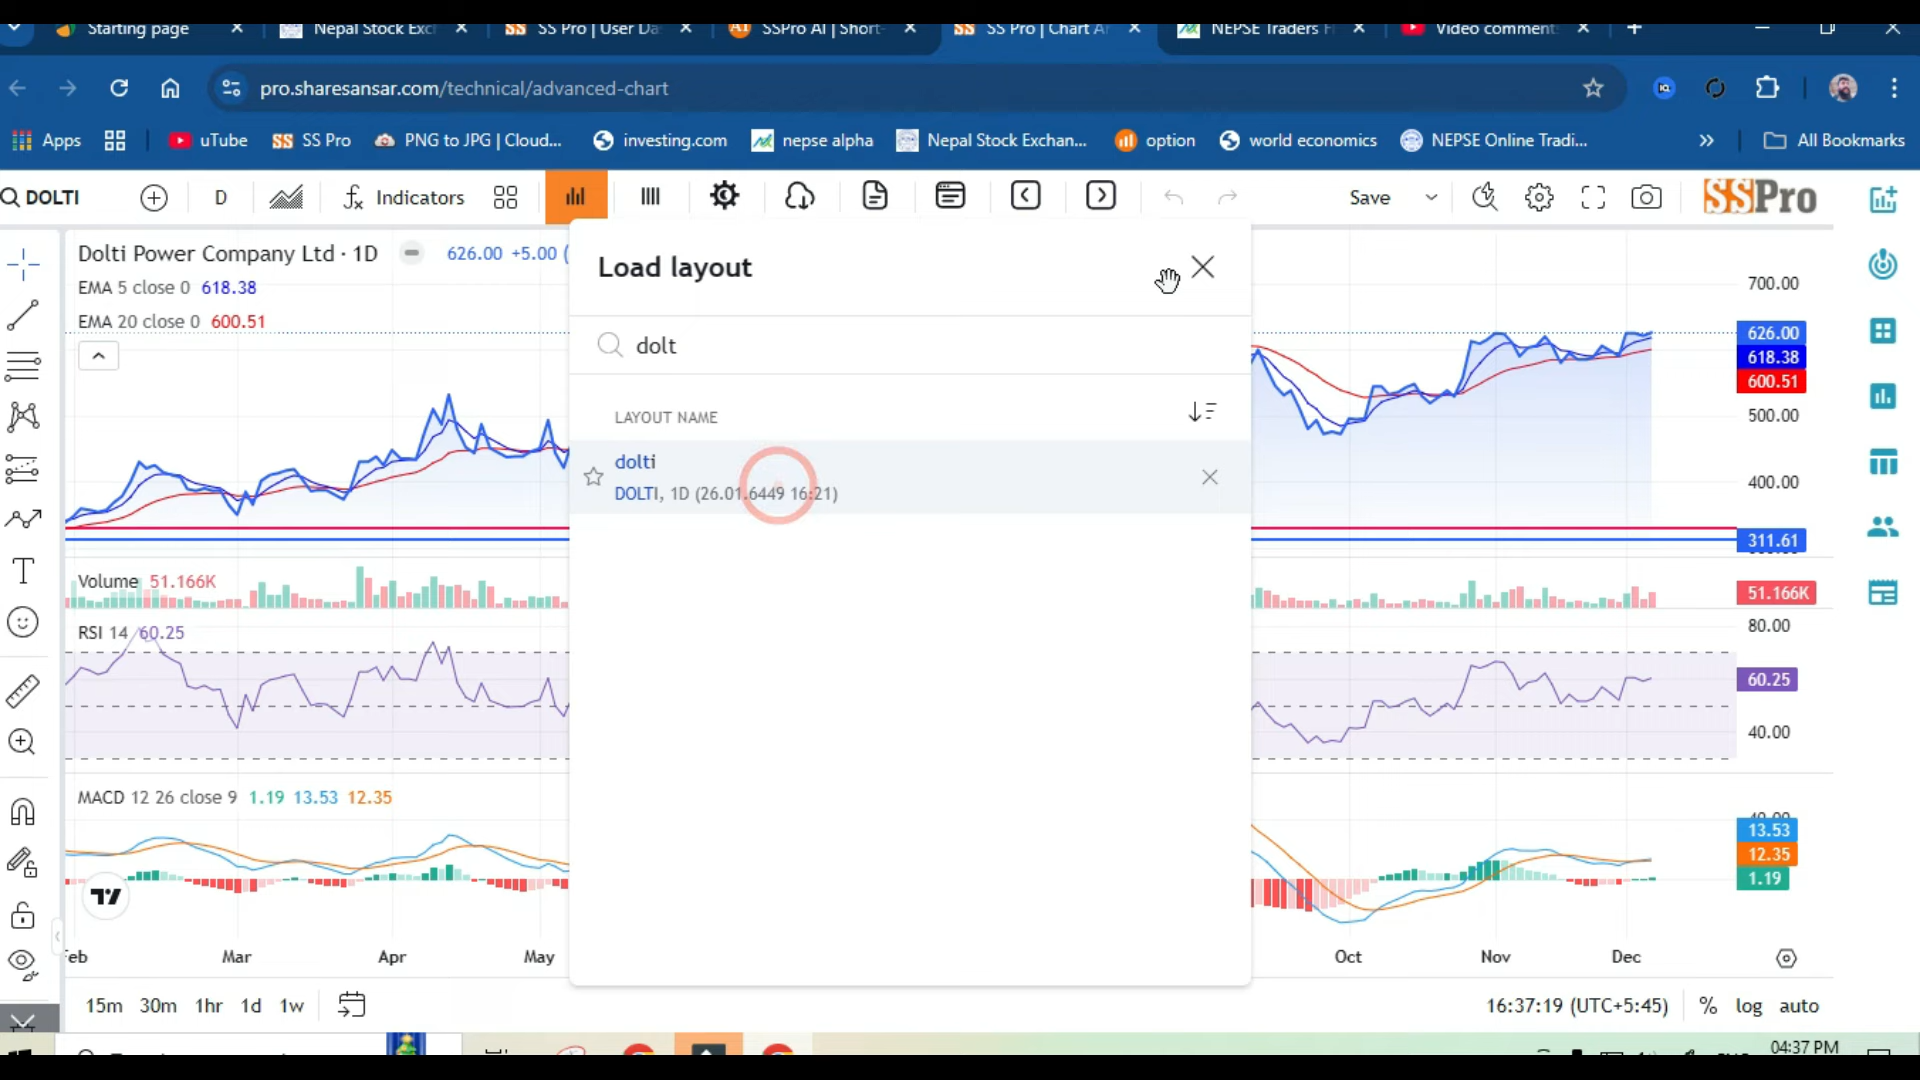 Starting page
Nepal Stock Excl
SS SS Pro | User Da
SSPro AI | Short-
SS SS Pro | Chart Ar
NEPSE Traders F
Video comment
pro.sharesansar.com/technical/advanced-chart
Apps
uTube
SS SS Pro
PNG to JPG | Cloud...
investing.com
nepse alpha
Nepal Stock Exchan...
option
world economics
NEPSE Online Tradi...
All Bookmarks
DOLTI
D
Indicators
Save
SSPro
Dolti Power Company Ltd · 1D
626.00 +5.00 (
EMA 5 close 0 618.38
EMA 20 close 0 600.51
Load layout
dolt
LAYOUT NAME
dolti
DOLTI, 1D (26.01.6449 16:21)
700.00
626.00
618.38
600.51
500.00
400.00
311.61
Volume 51.166K
51.166K
RSI 14 60.25
80.00
60.25
40.00
MACD 12 26 close 9 1.19 13.53 12.35
13.53
12.35
1.19
Feb Mar Apr May Oct Nov Dec
15m 30m 1hr 1d 1w
16:37:19 (UTC+5:45) % log auto
04:37 PM